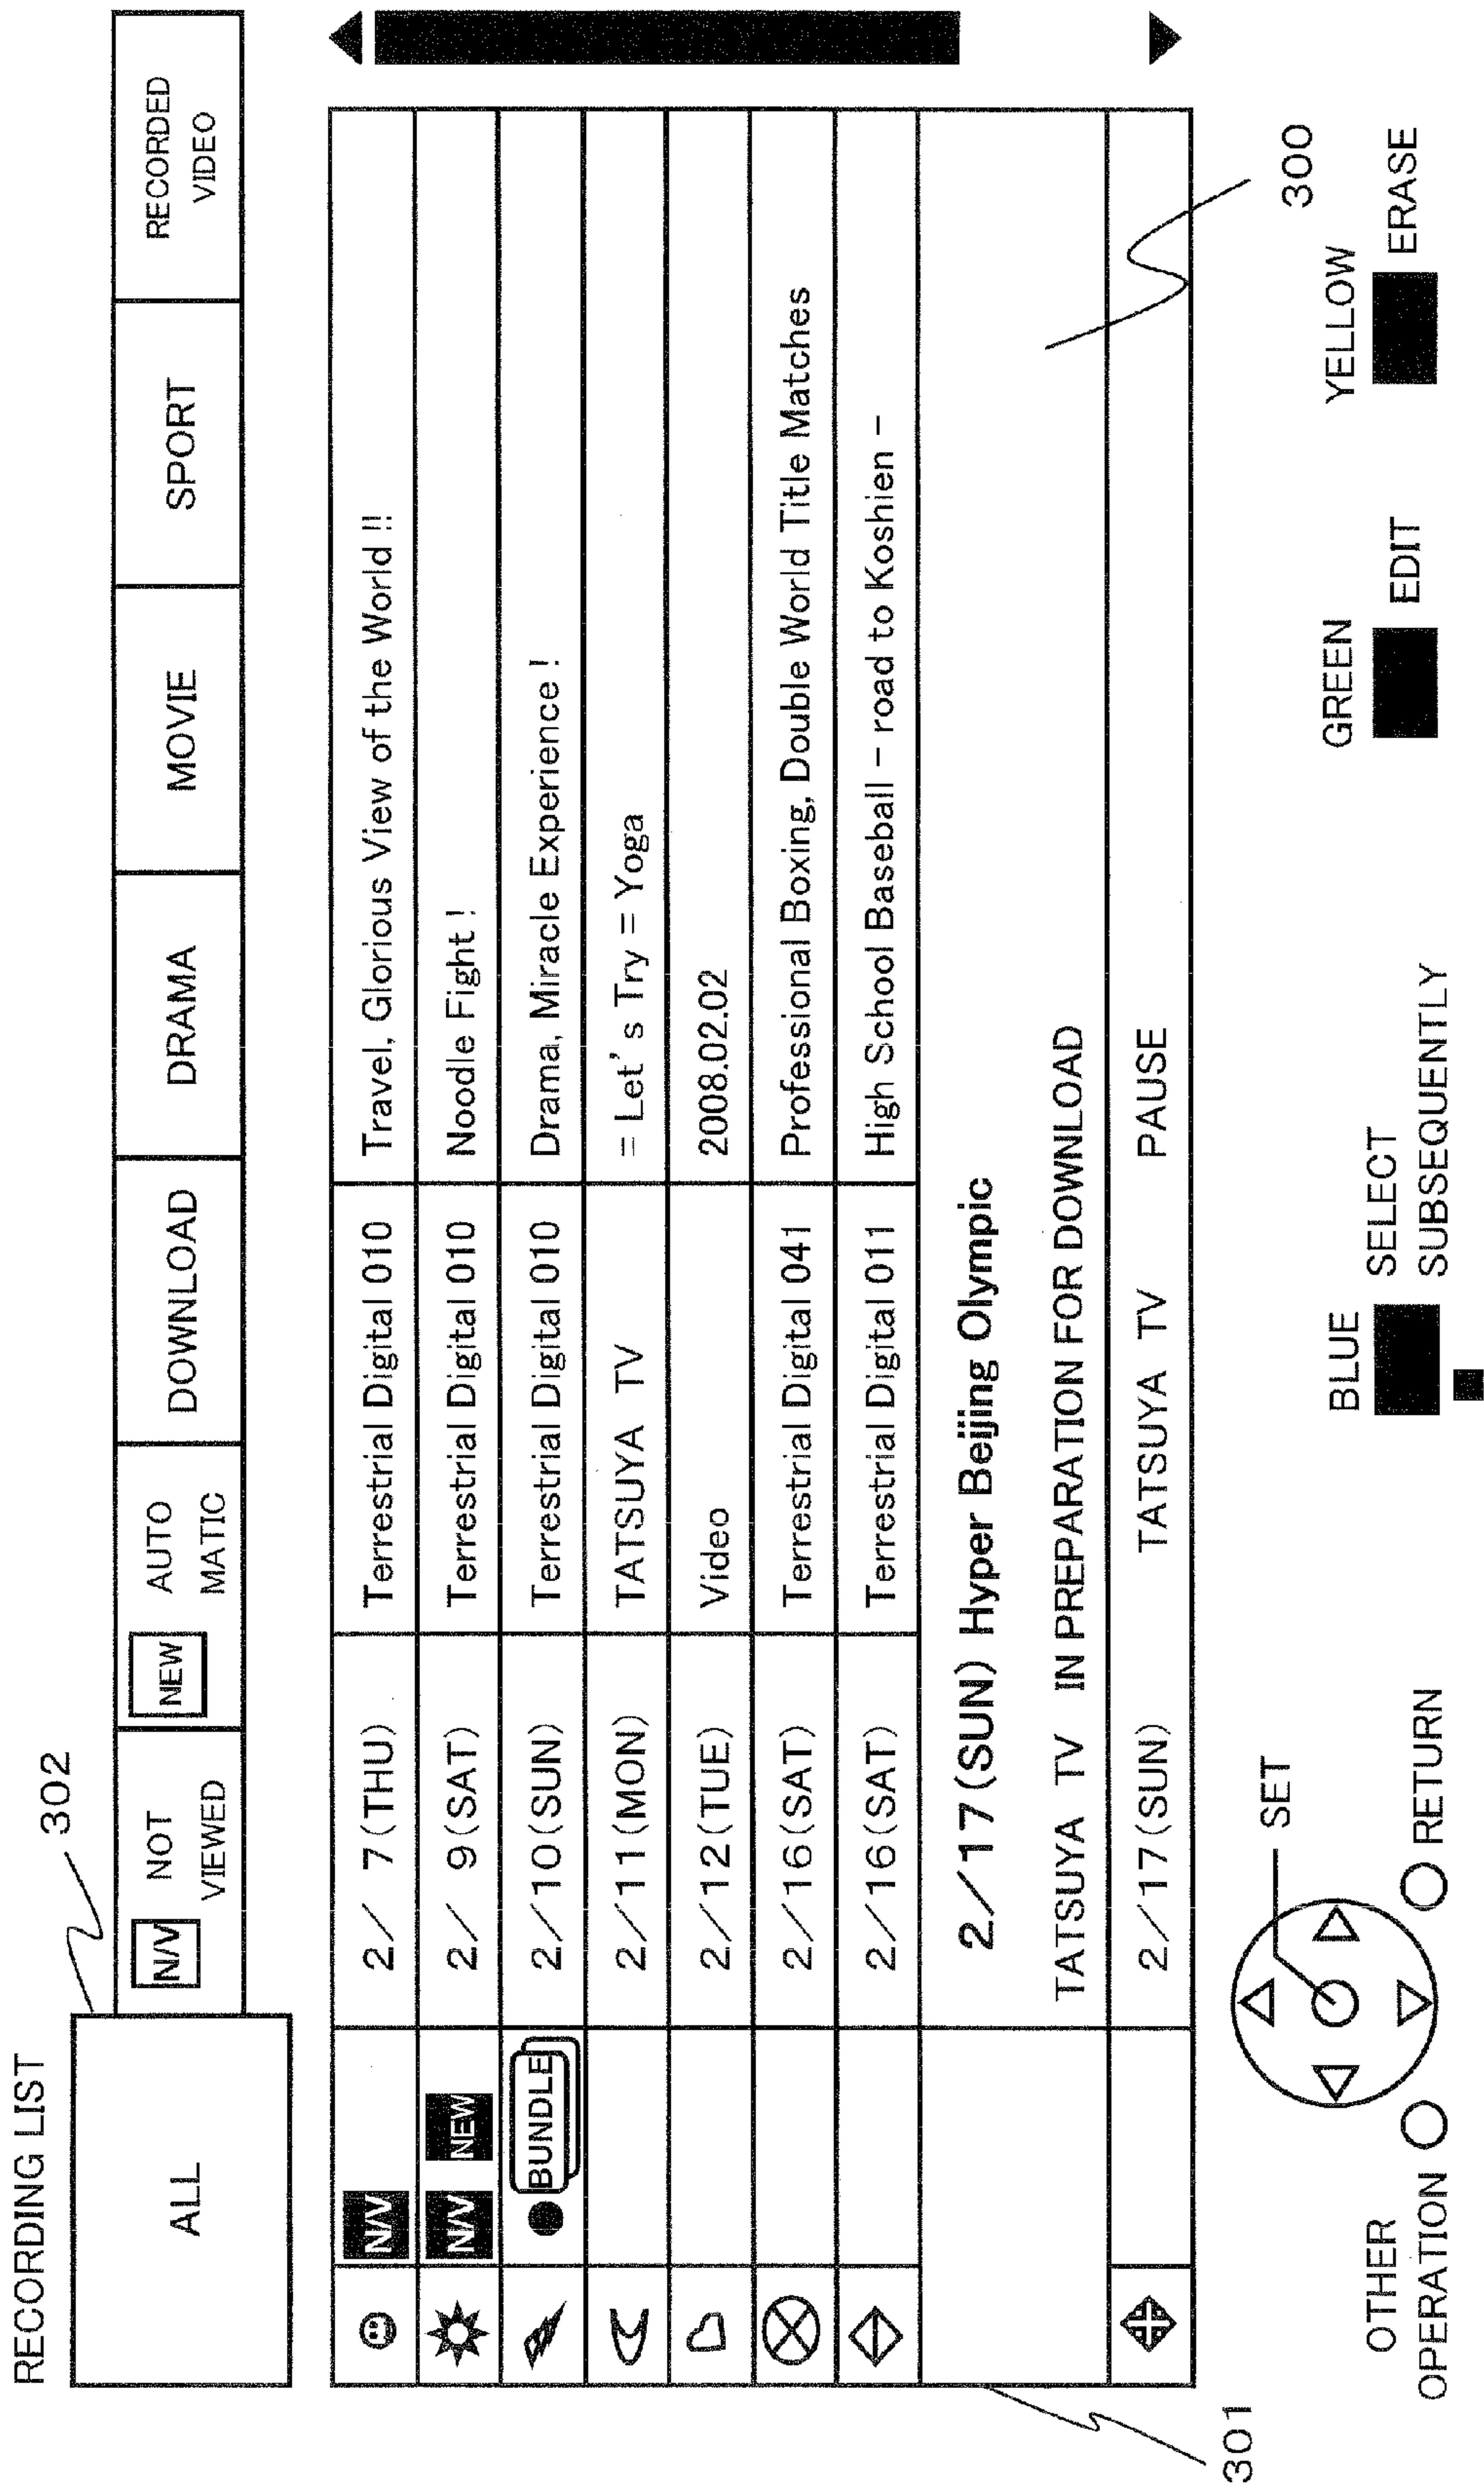 RECORDING LIST
302
ALL
N/V NOT
VIEWED
NEW AUTO
MATIC
DOWNLOAD
DRAMA
MOVIE
SPORT
RECORDED
VIDEO
N/V 2/ 7(THU) Terrestrial Digital 010 Travel, Glorious View of the World !!
N/V NEW 2/ 9(SAT) Terrestrial Digital 010 Noodle Fight !
BUNDLE 2/10(SUN) Terrestrial Digital 010 Drama, Miracle Experience !
2/11(MON) TATSUYA TV = Let's Try = Yoga
2/12(TUE) Video 2008.02.02
2/16(SAT) Terrestrial Digital 041 Professional Boxing, Double World Title Matches
2/16(SAT) Terrestrial Digital 011 High School Baseball – road to Koshien –
2/17(SUN) Hyper Beijing Olympic
TATSUYA TV IN PREPARATION FOR DOWNLOAD
2/17(SUN) TATSUYA TV PAUSE
301
300
SET
OTHER
OPERATION
RETURN
BLUE
SELECT
SUBSEQUENTLY
GREEN
EDIT
YELLOW
ERASE